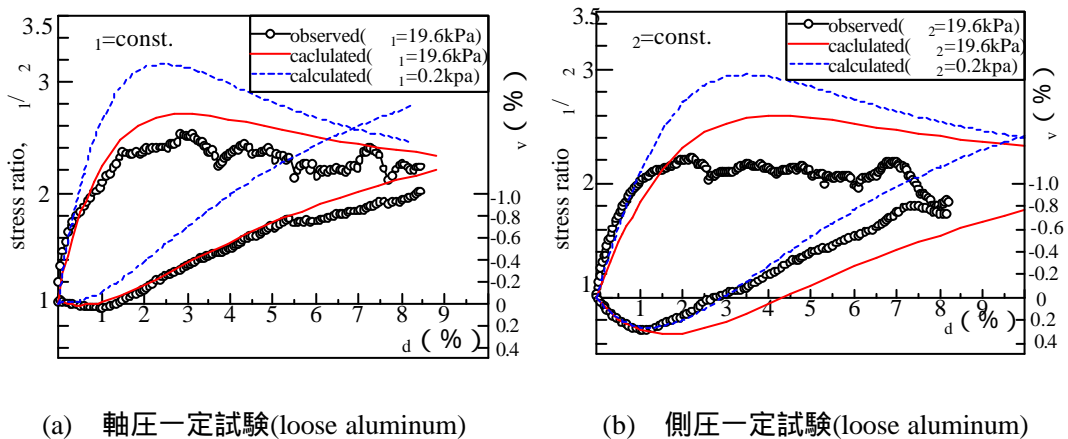 3.5
3
2
1
stress ratio, 1/ 2
1=const.
observed( 1=19.6kPa)
caclulated( 1=19.6kPa)
calculated( 1=0.2kpa)
v (%)
-1.0
-0.8
-0.6
-0.4
-0.2
0
0.2
0.4
1 2 3 4 5 6 7 8 9
d (%)
(a) 軸圧一定試験(loose aluminum)
3.5
3
2
1
stress ratio 1/ 2
2=const.
observed( 2=19.6kPa)
caclulated( 2=19.6kPa)
calculated( 2=0.2kPa)
v (%)
-1.0
-0.8
-0.6
-0.4
-0.2
0
0.2
0.4
1 2 3 4 5 6 7 8 9
d (%)
(b) 側圧一定試験(loose aluminum)